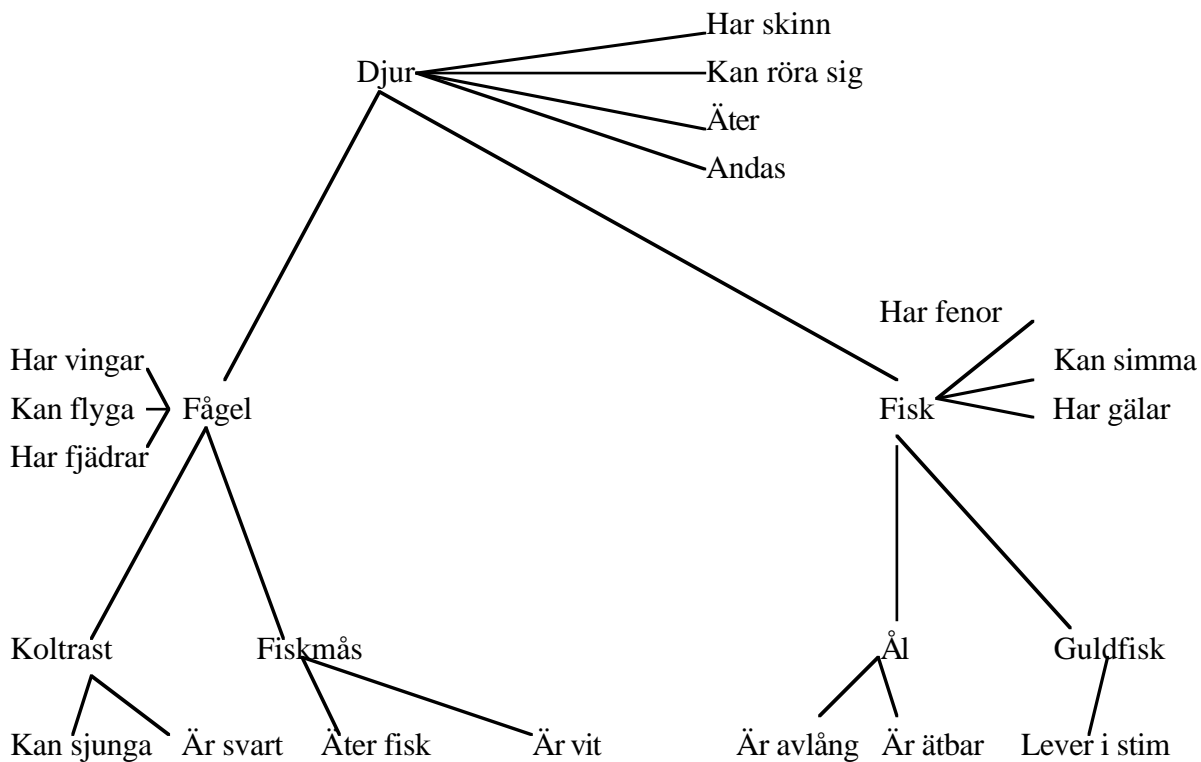 Har skinn
Djur
Kan röra sig
Äter
Andas
Har fenor
Har vingar
Kan simma
Kan flyga
Fågel
Fisk
Har gälar
Har fjädrar
Koltrast
Fiskmås
Ål
Guldfisk
Kan sjunga
Är svart
Äter fisk
Är vit
Är avlång
Är ätbar
Lever i stim